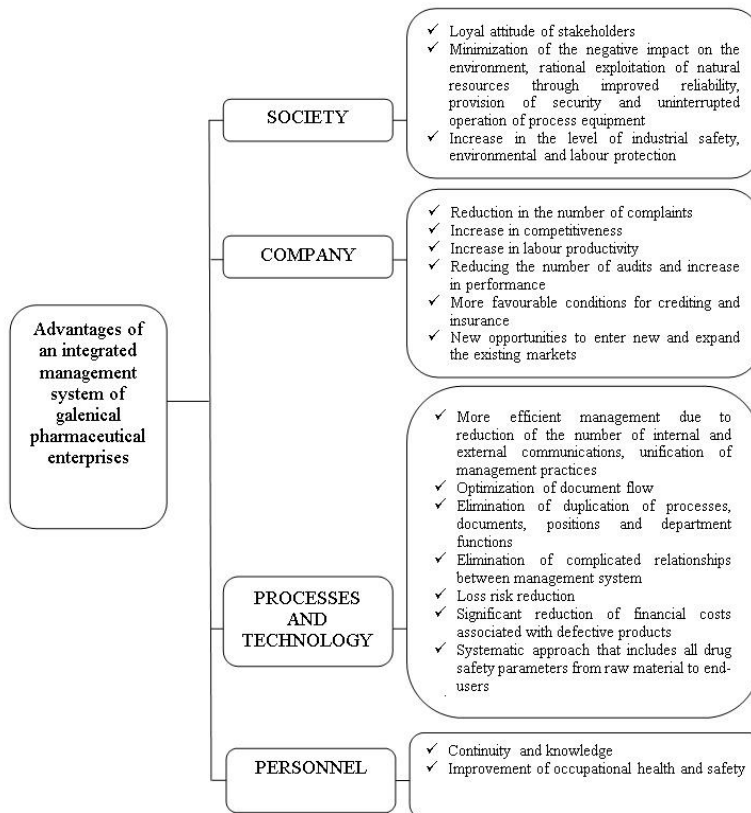 Advantages of
an integrated
management
system of
galenical
pharmaceutical
enterprises
SOCIETY
✓ Loyal attitude of stakeholders
✓ Minimization of the negative impact on the
environment, rational exploitation of natural
resources through improved reliability,
provision of security and uninterrupted
operation of process equipment
✓ Increase in the level of industrial safety,
environmental and labour protection
COMPANY
✓ Reduction in the number of complaints
✓ Increase in competitiveness
✓ Increase in labour productivity
✓ Reducing the number of audits and increase
in performance
✓ More favourable conditions for crediting and
insurance
✓ New opportunities to enter new and expand
the existing markets
PROCESSES
AND
TECHNOLOGY
✓ More efficient management due to
reduction of the number of internal and
external communications, unification of
management practices
✓ Optimization of document flow
✓ Elimination of duplication of processes,
documents, positions and department
functions
✓ Elimination of complicated relationships
between management system
✓ Loss risk reduction
✓ Significant reduction of financial costs
associated with defective products
✓ Systematic approach that includes all drug
safety parameters from raw material to end-
users
.
PERSONNEL
✓ Continuity and knowledge
✓ Improvement of occupational health and safety